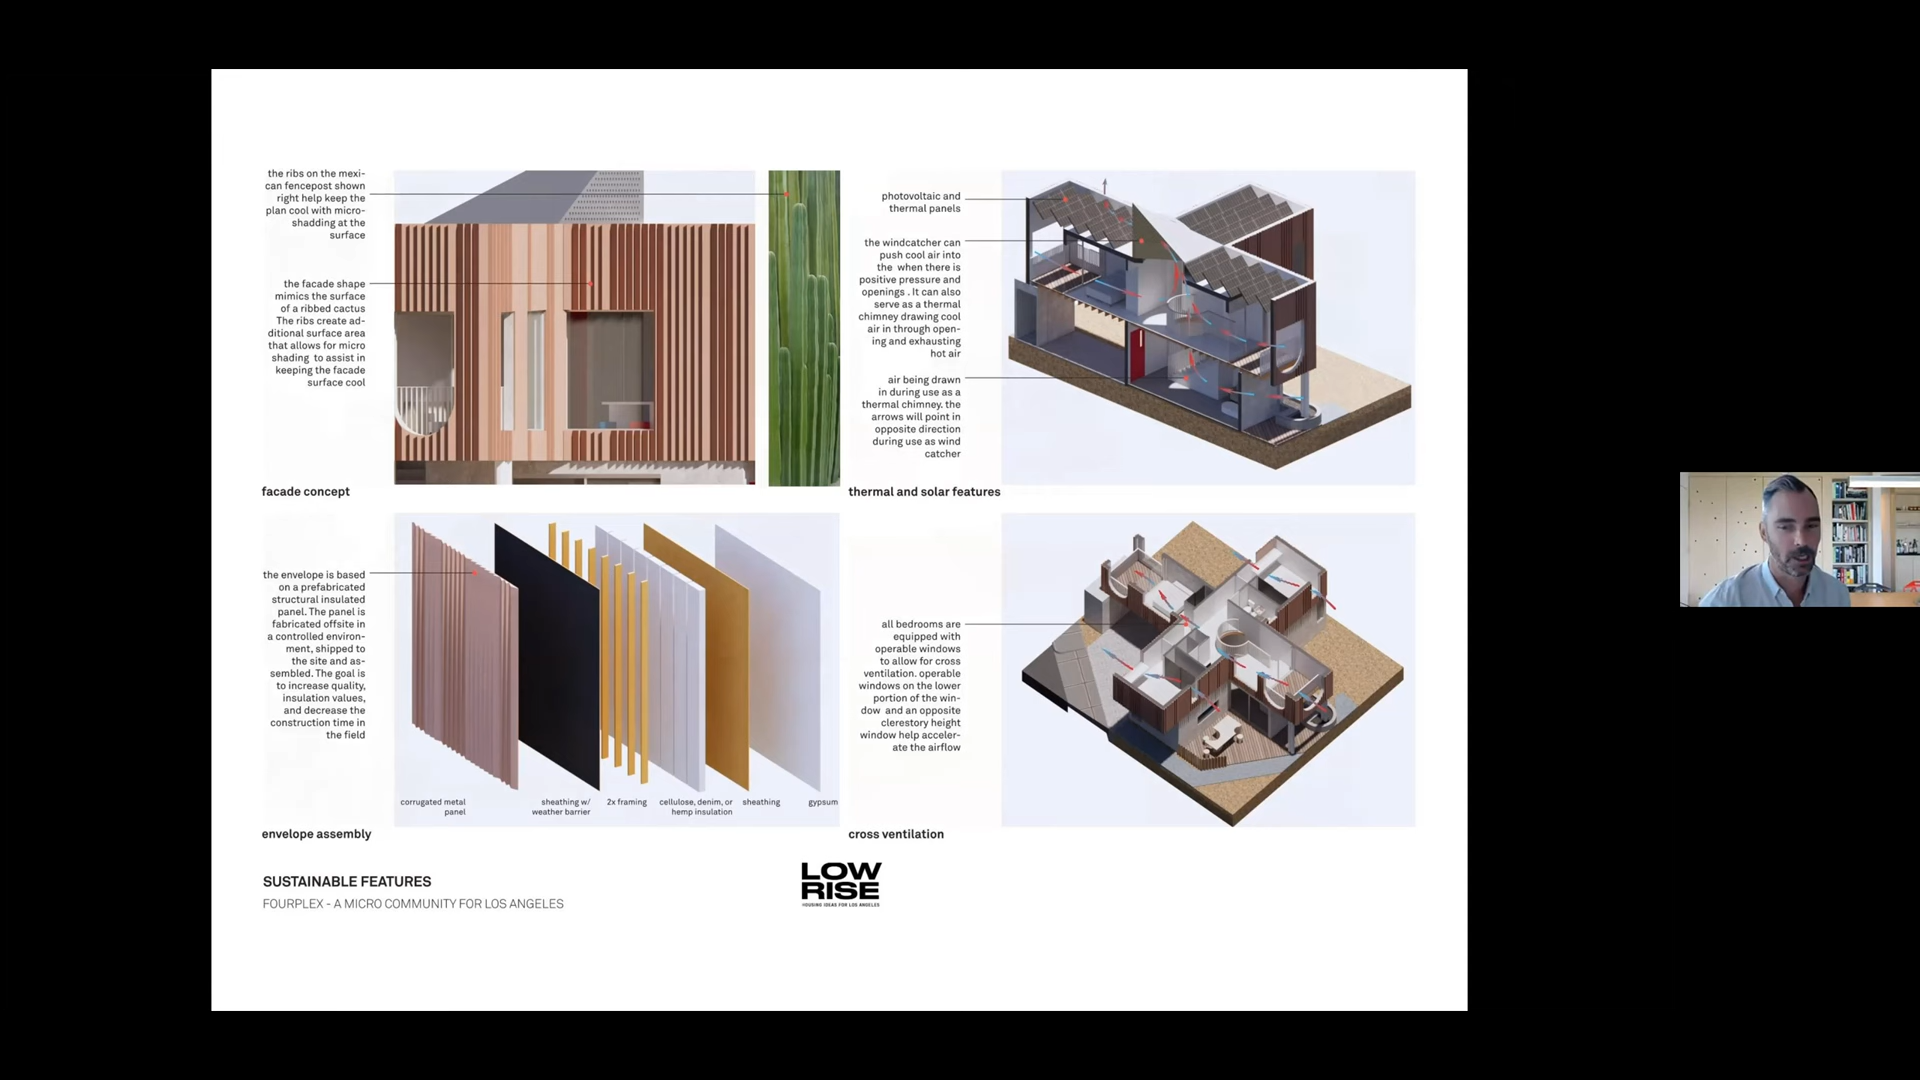 the ribs on the mexi-
can fencepost shown
right help keep the
plan cool with micro-
shadding at the
surface
the facade shape
mimics the surface
of a ribbed cactus
The ribs create ad-
ditional surface area
that allows for micro
shading to assist in
keeping the facade
surface cool
facade concept
photovoltaic and
thermal panels
the windcatcher can
push cool air into
the when there is
positive pressure and
openings . It can also
serve as a thermal
chimney drawing cool
air in through open-
ing and exhausting
hot air
air being drawn
in during use as a
thermal chimney. the
arrows will point in
opposite direction
during use as wind
catcher
thermal and solar features
the envelope is based
on a prefabricated
structural insulated
panel. The panel is
fabricated offsite in
a controlled environ-
ment, shipped to
the site and as-
sembled. The goal is
to increase quality,
insulation values,
and decrease the
construction time in
the field
corrugated metal
panel
sheathing w/
weather barrier
2x framing
cellulose, denim, or
hemp insulation
sheathing
gypsum
envelope assembly
all bedrooms are
equipped with
operable windows
to allow for cross
ventilation. operable
windows on the lower
portion of the win-
dow and an opposite
clerestory height
window help acceler-
ate the airflow
cross ventilation
SUSTAINABLE FEATURES
FOURPLEX - A MICRO COMMUNITY FOR LOS ANGELES
LOW
RISE
HOUSING IDEAS FOR LOS ANGELES